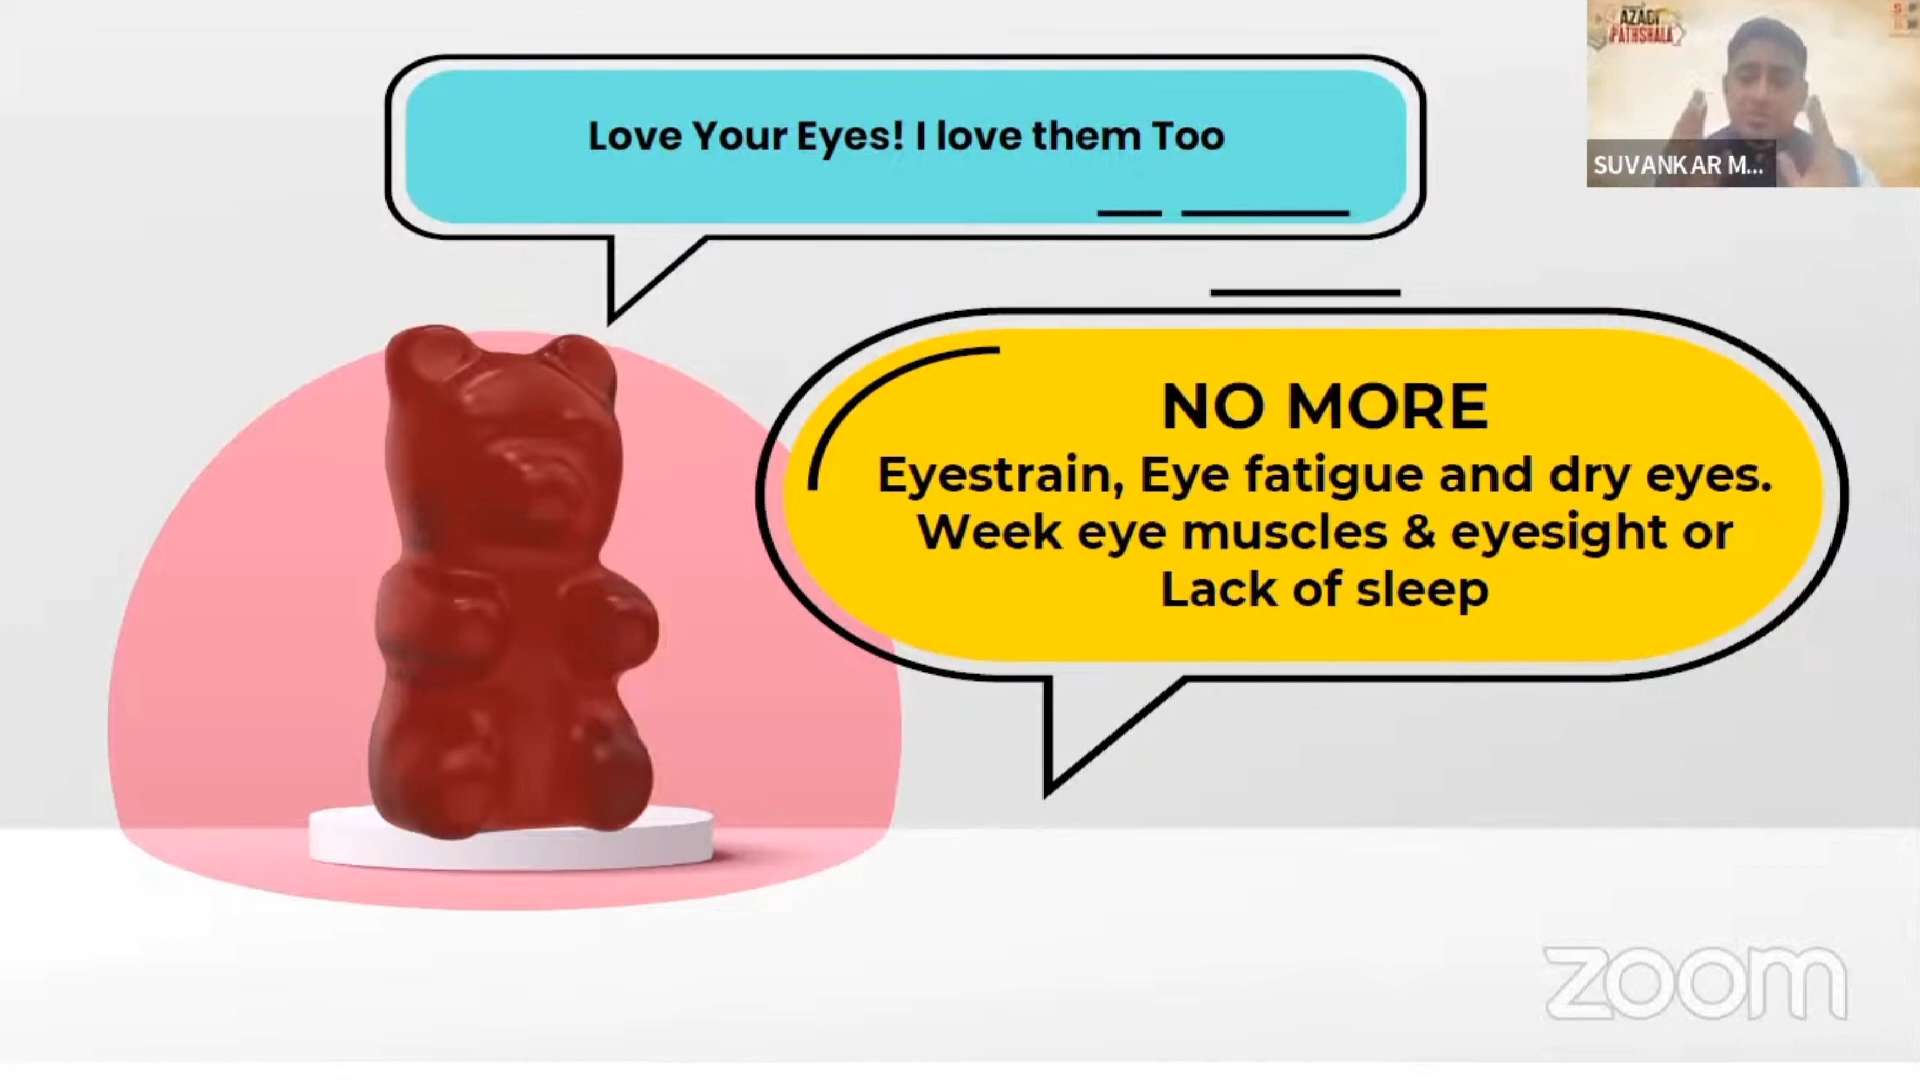 Love Your Eyes! I love them Too
AZADI
PATHSHALA
SUVANKAR M...
NO MORE
Eyestrain, Eye fatigue and dry eyes.
Week eye muscles & eyesight or
Lack of sleep
zoom